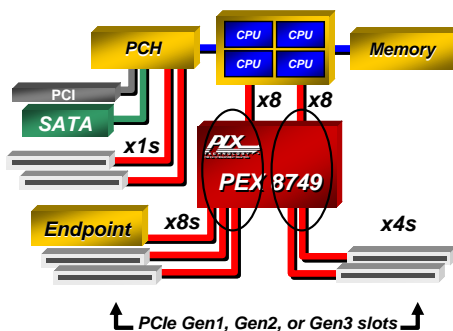 PCH
CPU CPU
CPU CPU
Memory
PCI
SATA
x8 x8
x1s
PLX
TECHNOLOGY
PEX 8749
Endpoint
x8s
x4s
PCIe Gen1, Gen2, or Gen3 slots